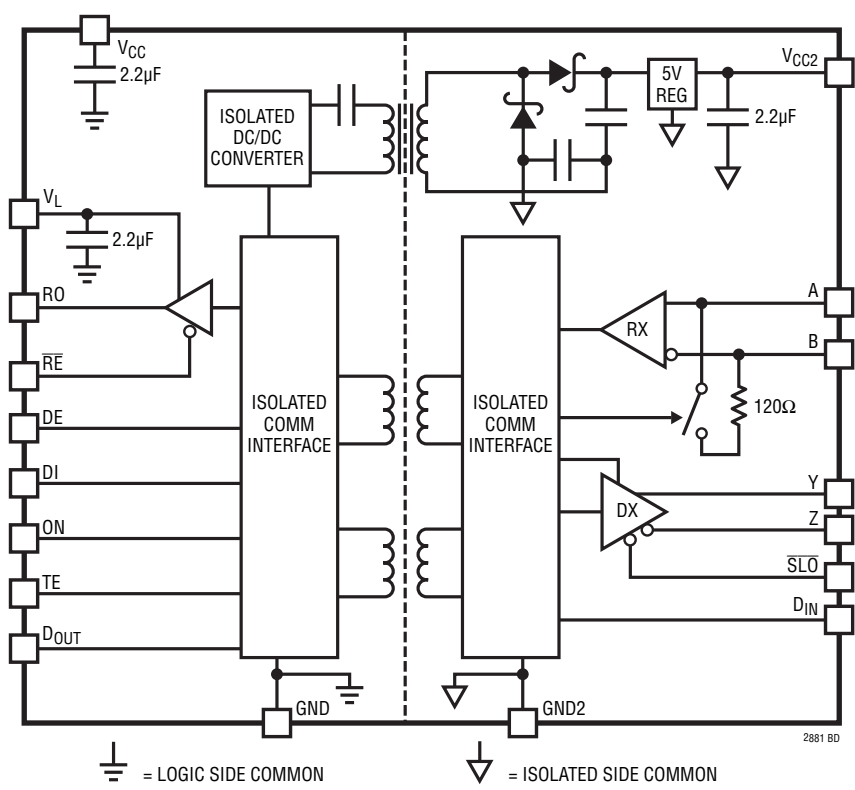 VCC
2.2µF
ISOLATED
DC/DC
CONVERTER
5V
REG
VCC2
2.2µF
VL
2.2µF
RO
RE
DE
DI
ON
TE
DOUT
ISOLATED
COMM
INTERFACE
ISOLATED
COMM
INTERFACE
RX
A
B
120Ω
DX
Y
Z
SLO
DIN
GND
GND2
2881 BD
= LOGIC SIDE COMMON
= ISOLATED SIDE COMMON